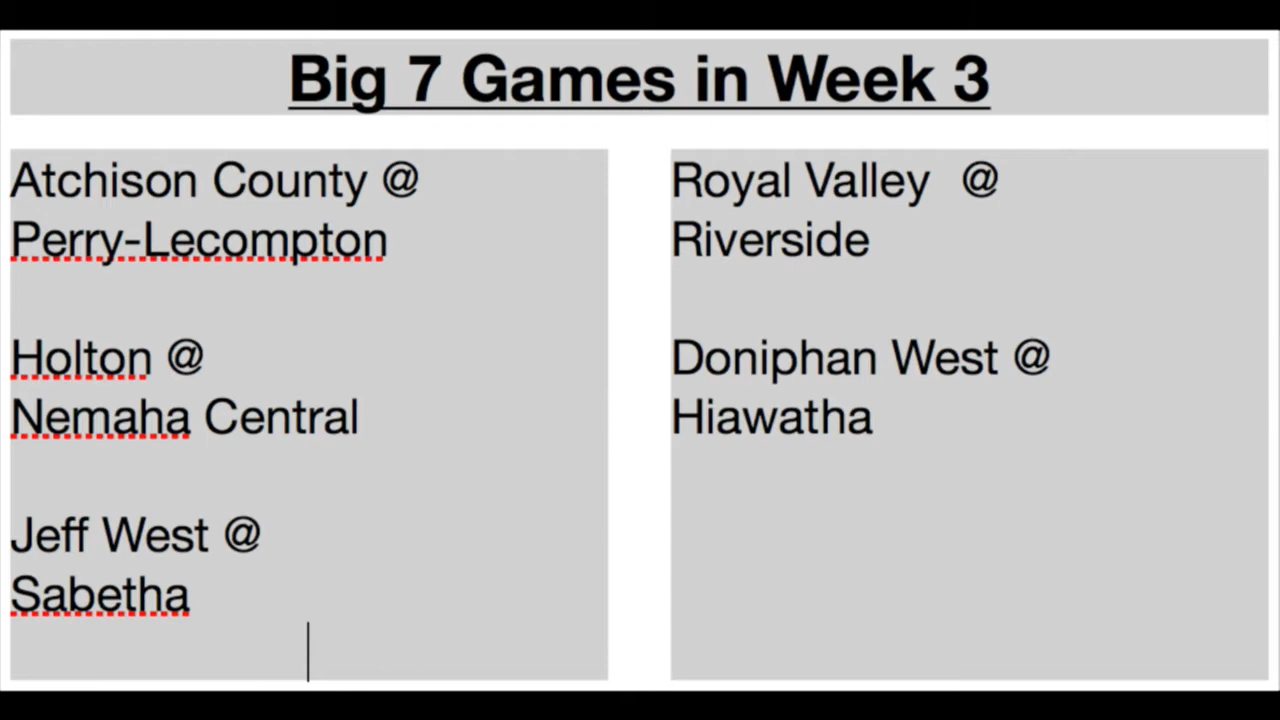 Big 7 Games in Week 3
Atchison County @
Perry-Lecompton
Holton @
Nemaha Central
Jeff West @
Sabetha
Royal Valley @
Riverside
Doniphan West @
Hiawatha